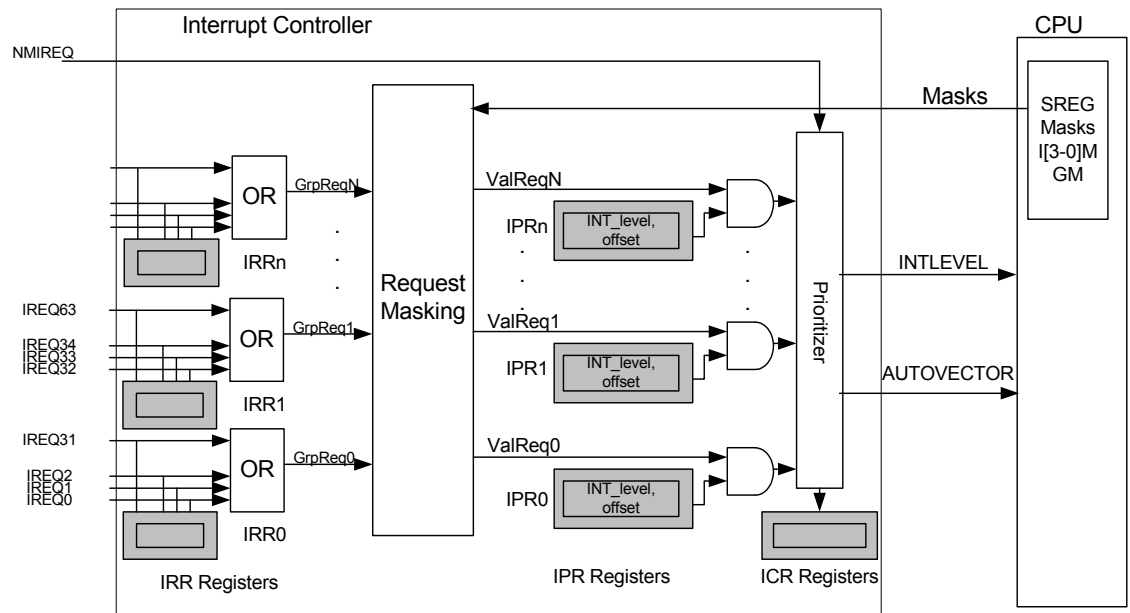 Interrupt Controller
CPU
NMIREQ
Masks
SREG
Masks
I[3-0]M
GM
OR
GrpReqN
ValReqN
IPRn
INT_level,
offset
IRRn
Request
Masking
Prioritizer
INTLEVEL
IREQ63
IREQ34
IREQ33
IREQ32
OR
GrpReq1
ValReq1
IPR1
INT_level,
offset
IRR1
AUTOVECTOR
IREQ31
IREQ2
IREQ1
IREQ0
OR
GrpReq0
ValReq0
IPR0
INT_level,
offset
IRR0
IRR Registers
IPR Registers
ICR Registers